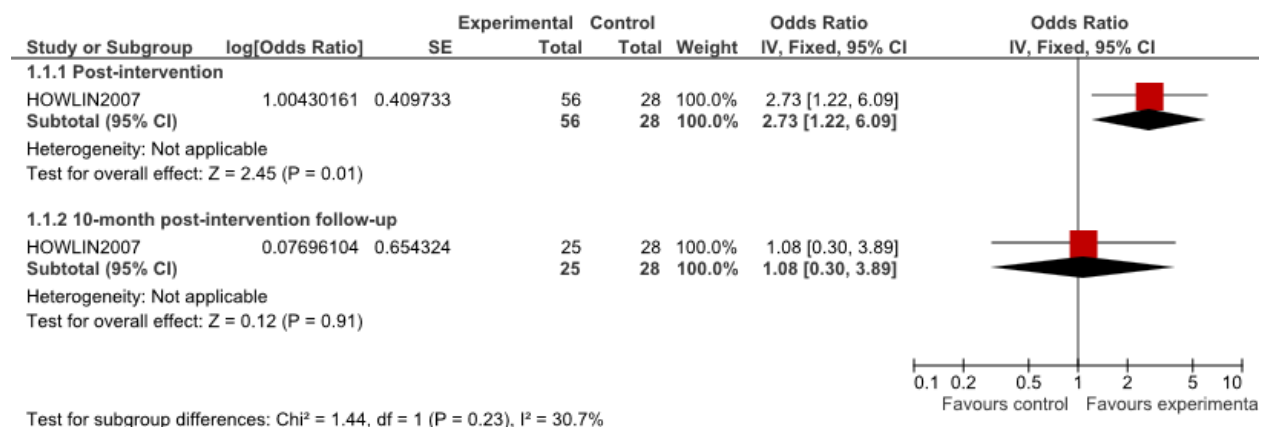 Experimental Control Odds Ratio Odds Ratio
Study or Subgroup log[Odds Ratio] SE Total Total Weight IV, Fixed, 95% CI IV, Fixed, 95% CI
1.1.1 Post-intervention
HOWLIN2007 1.00430161 0.409733 56 28 100.0% 2.73 [1.22, 6.09]
Subtotal (95% CI) 56 28 100.0% 2.73 [1.22, 6.09]
Heterogeneity: Not applicable
Test for overall effect: Z = 2.45 (P = 0.01)
1.1.2 10-month post-intervention follow-up
HOWLIN2007 0.07696104 0.654324 25 28 100.0% 1.08 [0.30, 3.89]
Subtotal (95% CI) 25 28 100.0% 1.08 [0.30, 3.89]
Heterogeneity: Not applicable
Test for overall effect: Z = 0.12 (P = 0.91)
0.1 0.2 0.5 1 2 5 10
Favours control Favours experimenta
Test for subgroup differences: Chi² = 1.44, df = 1 (P = 0.23), I² = 30.7%